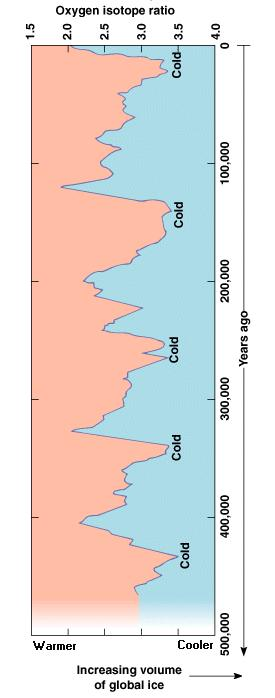 Oxygen isotope ratio
1.5 2.0 2.5 3.0 3.5 4.0
0
Cold
100,000
Cold
200,000
Years ago
Cold
300,000
Cold
400,000
Cold
500,000
Warmer Cooler
Increasing volume
of global ice